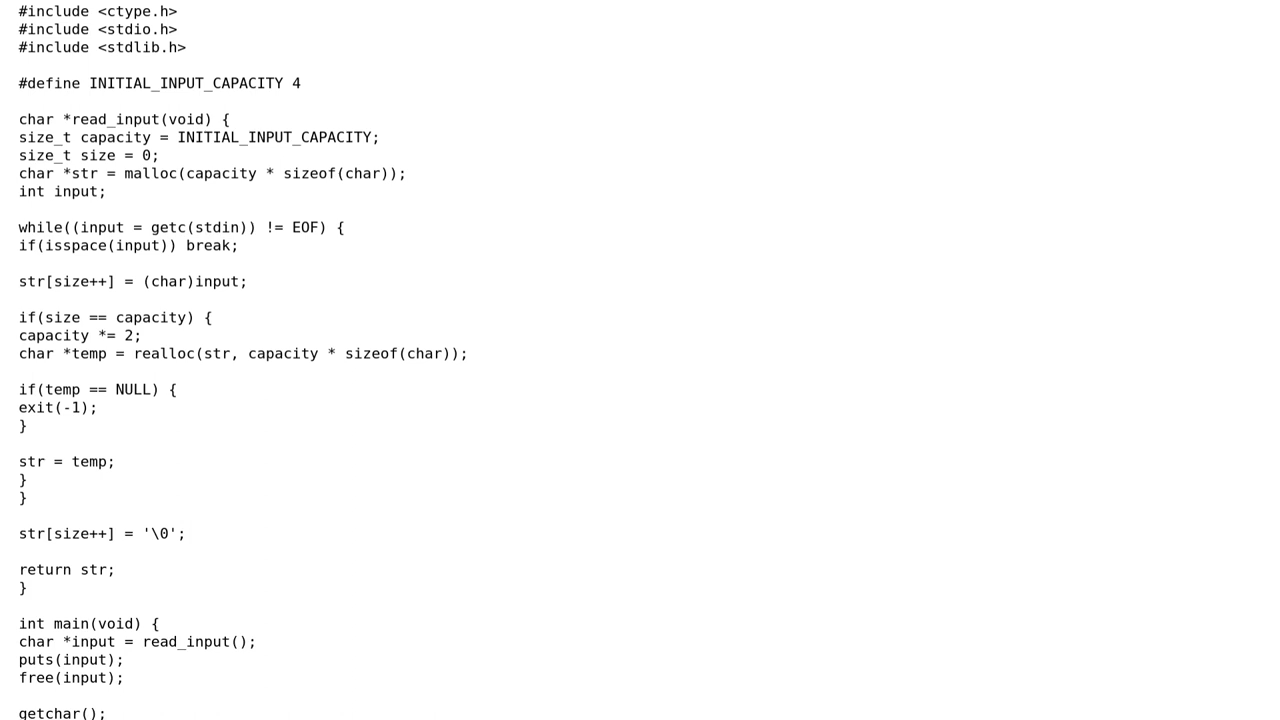 #include <ctype.h>
#include <stdio.h>
#include <stdlib.h>

#define INITIAL_INPUT_CAPACITY 4

char *read_input(void) {
size_t capacity = INITIAL_INPUT_CAPACITY;
size_t size = 0;
char *str = malloc(capacity * sizeof(char));
int input;

while((input = getc(stdin)) != EOF) {
if(isspace(input)) break;

str[size++] = (char)input;

if(size == capacity) {
capacity *= 2;
char *temp = realloc(str, capacity * sizeof(char));

if(temp == NULL) {
exit(-1);
}

str = temp;
}
}

str[size++] = '\0';

return str;
}

int main(void) {
char *input = read_input();
puts(input);
free(input);

getchar();